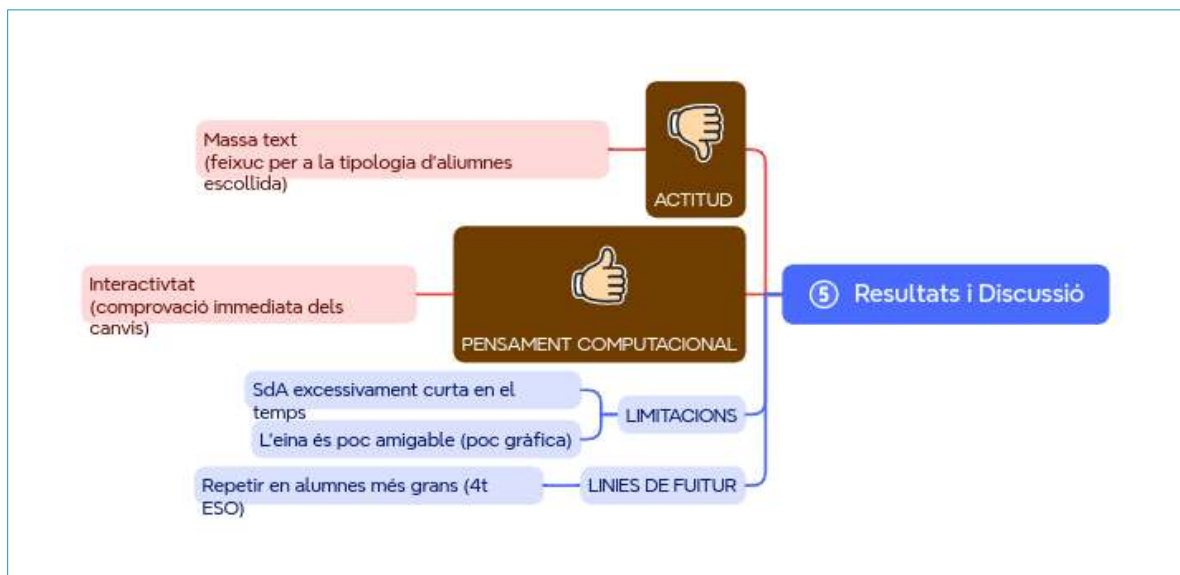 Massa text
(feixuc per a la tipologia d'aliumnes
escollida)
ACTITUD
Interactivtat
(comprovació immediata dels
canvis)
PENSAMENT COMPUTACIONAL
5 Resultats i Discussió
SdA excessivament curta en el
temps
L'eina és poc amigable (poc gràfica)
LIMITACIONS
Repetir en alumnes més grans (4t
ESO)
LINIES DE FUITUR